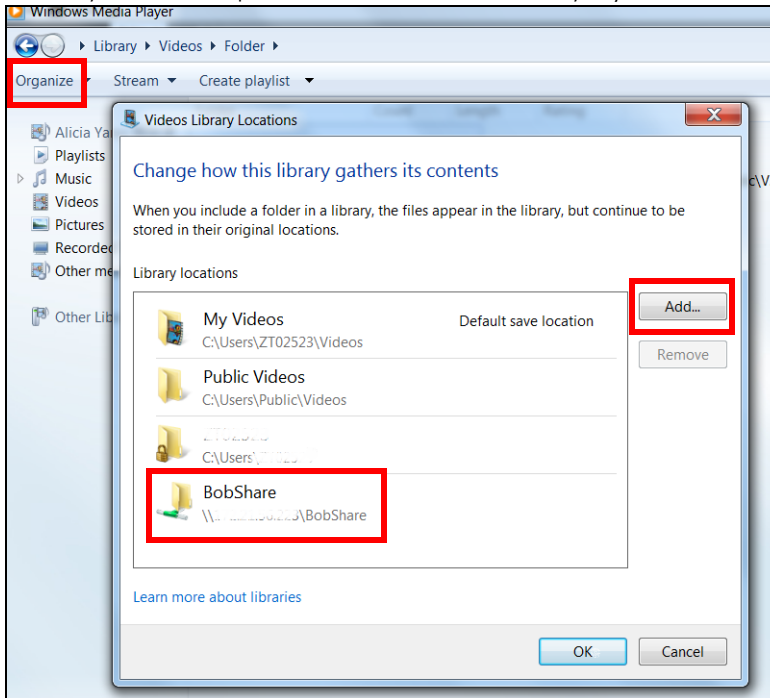 Windows Media Player
Library Videos Folder
Organize Stream Create playlist
Videos Library Locations
Alicia
Playlists
Music
Videos
Pictures
Recorded
Other
Other
Change how this library gathers its contents
c\V
When you include a folder in a library, the files appear in the library, but continue to be
stored in their original locations.
Library locations
Add...
Remove
My Videos Default save location
C:\Users\ZT02523\Videos
Public Videos
C:\Users\Public\Videos
C:\Users\
BobShare
\BobShare
Learn more about libraries
OK Cancel